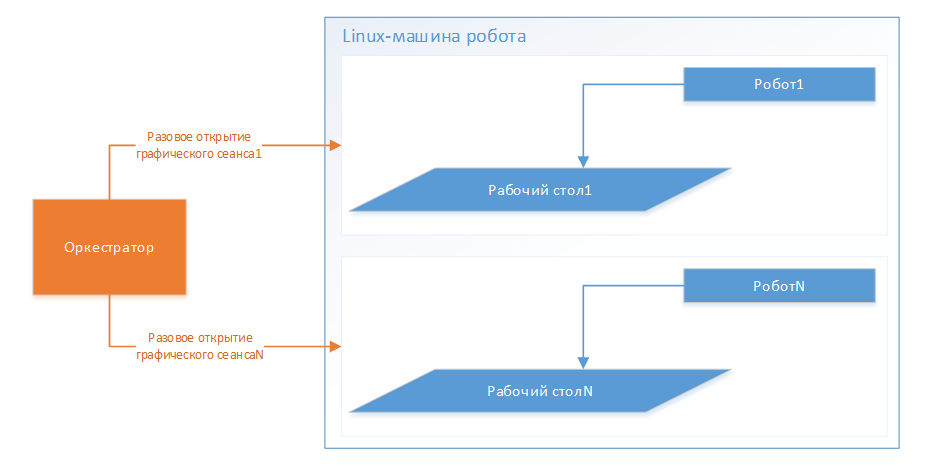 Linux-машина робота
Робот1
Разовое открытие
графического сеанса1
Рабочий стол1
Оркестратор
РоботN
Разовое открытие
графического сеансаN
Рабочий столN